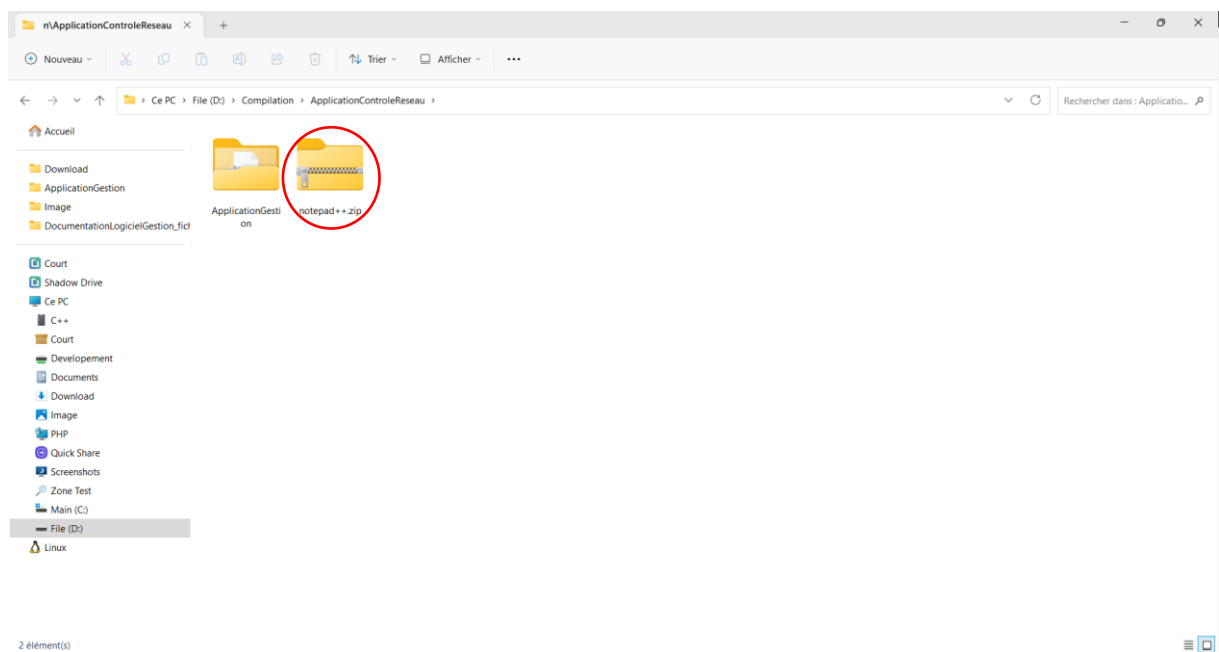 n\ApplicationControleReseau
Nouveau
Trier
Afficher
Ce PC > File (D:) > Compilation > ApplicationControleReseau >
Rechercher dans : Applicatio...
Accueil
Download
ApplicationGestion
Image
DocumentationLogicielGestion_fich
Court
Shadow Drive
Ce PC
C++
Court
Developement
Documents
Download
Image
PHP
Quick Share
Screenshots
Zone Test
Main (C:)
File (D:)
Linux
ApplicationGesti
on
notepad++.zip
2 élément(s)